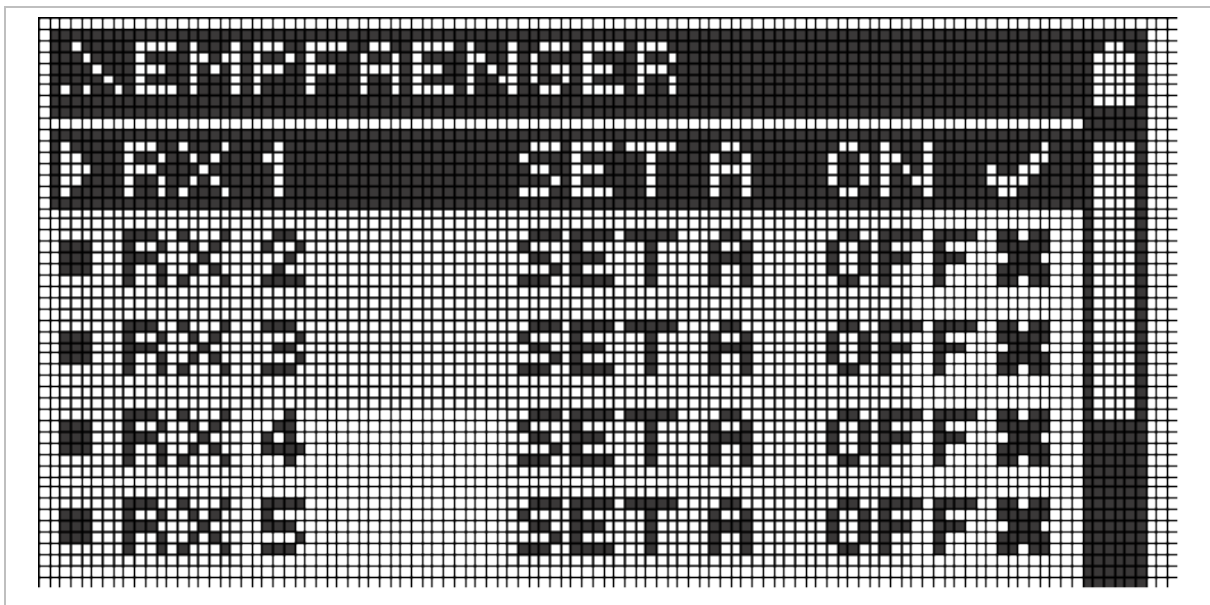 .\EMPFAENGER
RX 1 SET A ON ✓
RX 2 SET A OFF ✖
RX 3 SET A OFF ✖
RX 4 SET A OFF ✖
RX 5 SET A OFF ✖